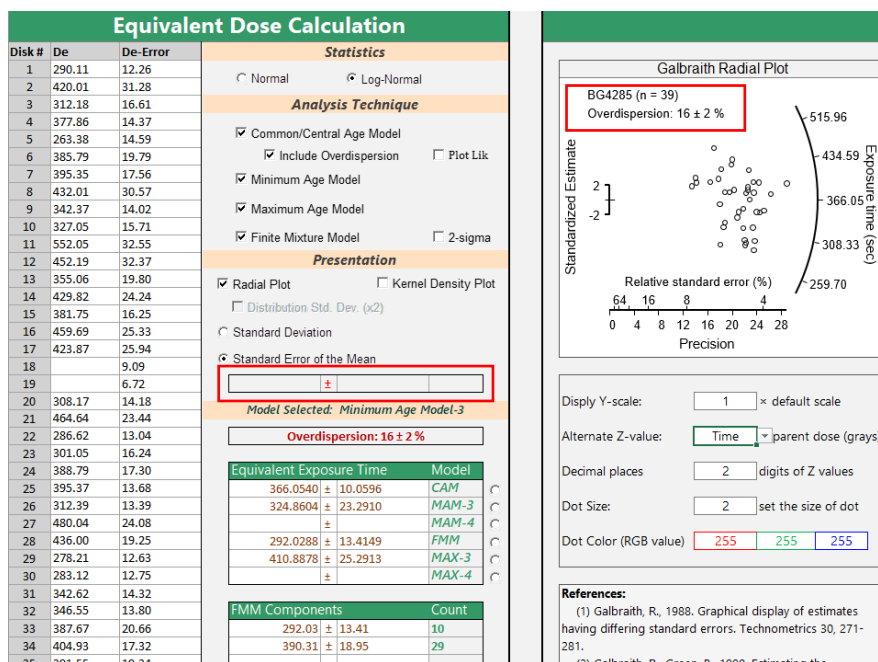 Equivalent Dose Calculation
Disk # De De-Error
1 290.11 12.26
2 420.01 31.28
3 312.18 16.61
4 377.86 14.37
5 263.38 14.59
6 385.79 19.79
7 395.35 17.56
8 432.01 30.57
9 342.37 14.02
10 327.05 15.71
11 552.05 32.55
12 452.19 32.37
13 355.06 19.80
14 429.82 24.24
15 381.75 16.25
16 459.69 25.33
17 423.87 25.94
18 9.09
19 6.72
20 308.17 14.18
21 464.64 23.44
22 286.62 13.04
23 301.05 16.24
24 388.79 17.30
25 395.37 13.68
26 312.39 13.39
27 480.04 24.08
28 436.00 19.25
29 278.21 12.63
30 283.12 12.75
31 342.62 14.32
32 346.55 13.80
33 387.67 20.66
34 404.93 17.32
Statistics
Normal Log-Normal
Analysis Technique
Common/Central Age Model
Include Overdispersion Plot Lik
Minimum Age Model
Maximum Age Model
Finite Mixture Model 2-sigma
Presentation
Radial Plot Kernel Density Plot
Distribution Std. Dev. (x2)
Standard Deviation
Standard Error of the Mean
±
Model Selected: Minimum Age Model-3
Overdispersion: 16 ± 2 %
Equivalent Exposure Time Model
366.0540 ± 10.0596 CAM
324.8604 ± 23.2910 MAM-3
± MAM-4
292.0288 ± 13.4149 FMM
410.8878 ± 25.2913 MAX-3
± MAX-4
FMM Components Count
292.03 ± 13.41 10
390.31 ± 18.95 29
Galbraith Radial Plot
BG4285 (n = 39)
Overdispersion: 16 ± 2 %
515.96
434.59
366.05
308.33
259.70
Exposure time (sec)
Standardized Estimate
2
-2
Relative standard error (%)
64 16 8 4
0 4 8 12 16 20 24 28
Precision
Disply Y-scale: 1 × default scale
Alternate Z-value: Time parent dose (grays
Decimal places 2 digits of Z values
Dot Size: 2 set the size of dot
Dot Color (RGB value) 255 255 255
References:
(1) Galbraith, R., 1988. Graphical display of estimates
having differing standard errors. Technometrics 30, 271-
281.